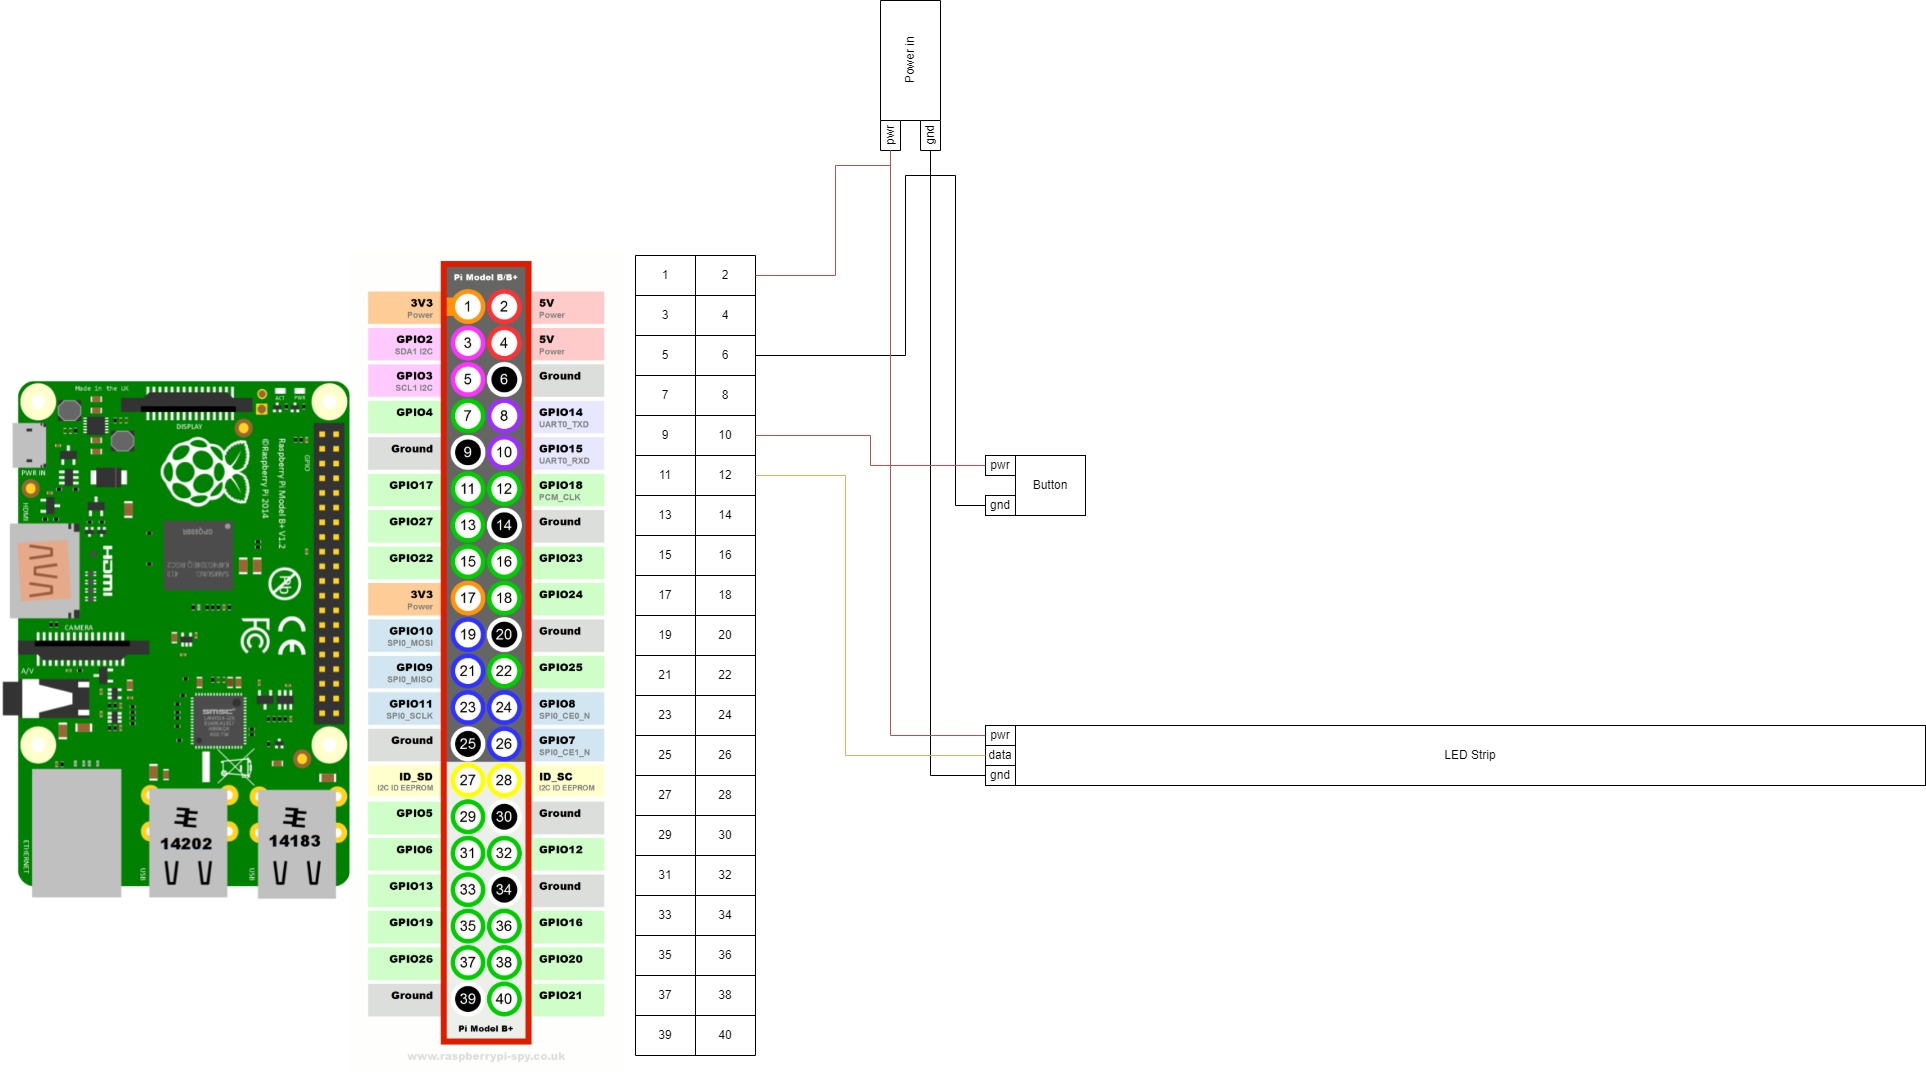 Power in
pwr
gnd
Pi Model B/B+
3V3
Power
1
2
5V
Power
GPIO2
SDA1 I2C
3
4
5V
Power
GPIO3
SCL1 I2C
5
6
Ground
GPIO4
7
8
GPIO14
UART0_TXD
Ground
9
10
GPIO15
UART0_RXD
GPIO17
11
12
GPIO18
PCM_CLK
GPIO27
13
14
Ground
GPIO22
15
16
GPIO23
3V3
Power
17
18
GPIO24
GPIO10
SPI0_MOSI
19
20
Ground
GPIO9
SPI0_MISO
21
22
GPIO25
GPIO11
SPI0_SCLK
23
24
GPIO8
SPI0_CE0_N
Ground
25
26
GPIO7
SPI0_CE1_N
ID_SD
I2C ID EEPROM
27
28
ID_SC
I2C ID EEPROM
GPIO5
29
30
Ground
GPIO6
31
32
GPIO12
GPIO13
33
34
Ground
GPIO19
35
36
GPIO16
GPIO26
37
38
GPIO20
Ground
39
40
GPIO21
Pi Model B+
www.raspberrypi-spy.co.uk
Made in the UK
DISPLAY
ACT
PWR
PWR IN
HDMI
HDMI
GPIO
Raspberry Pi Model B+ V1.2
©Raspberry Pi 2014
Pb
FC
CE
CAMERA
A/V
SMSC
ETHERNET
USB
14202
USB
14183
1 2
3 4
5 6
7 8
9 10
11 12
13 14
15 16
17 18
19 20
21 22
23 24
25 26
27 28
29 30
31 32
33 34
35 36
37 38
39 40
pwr
gnd
Button
pwr
data
gnd
LED Strip